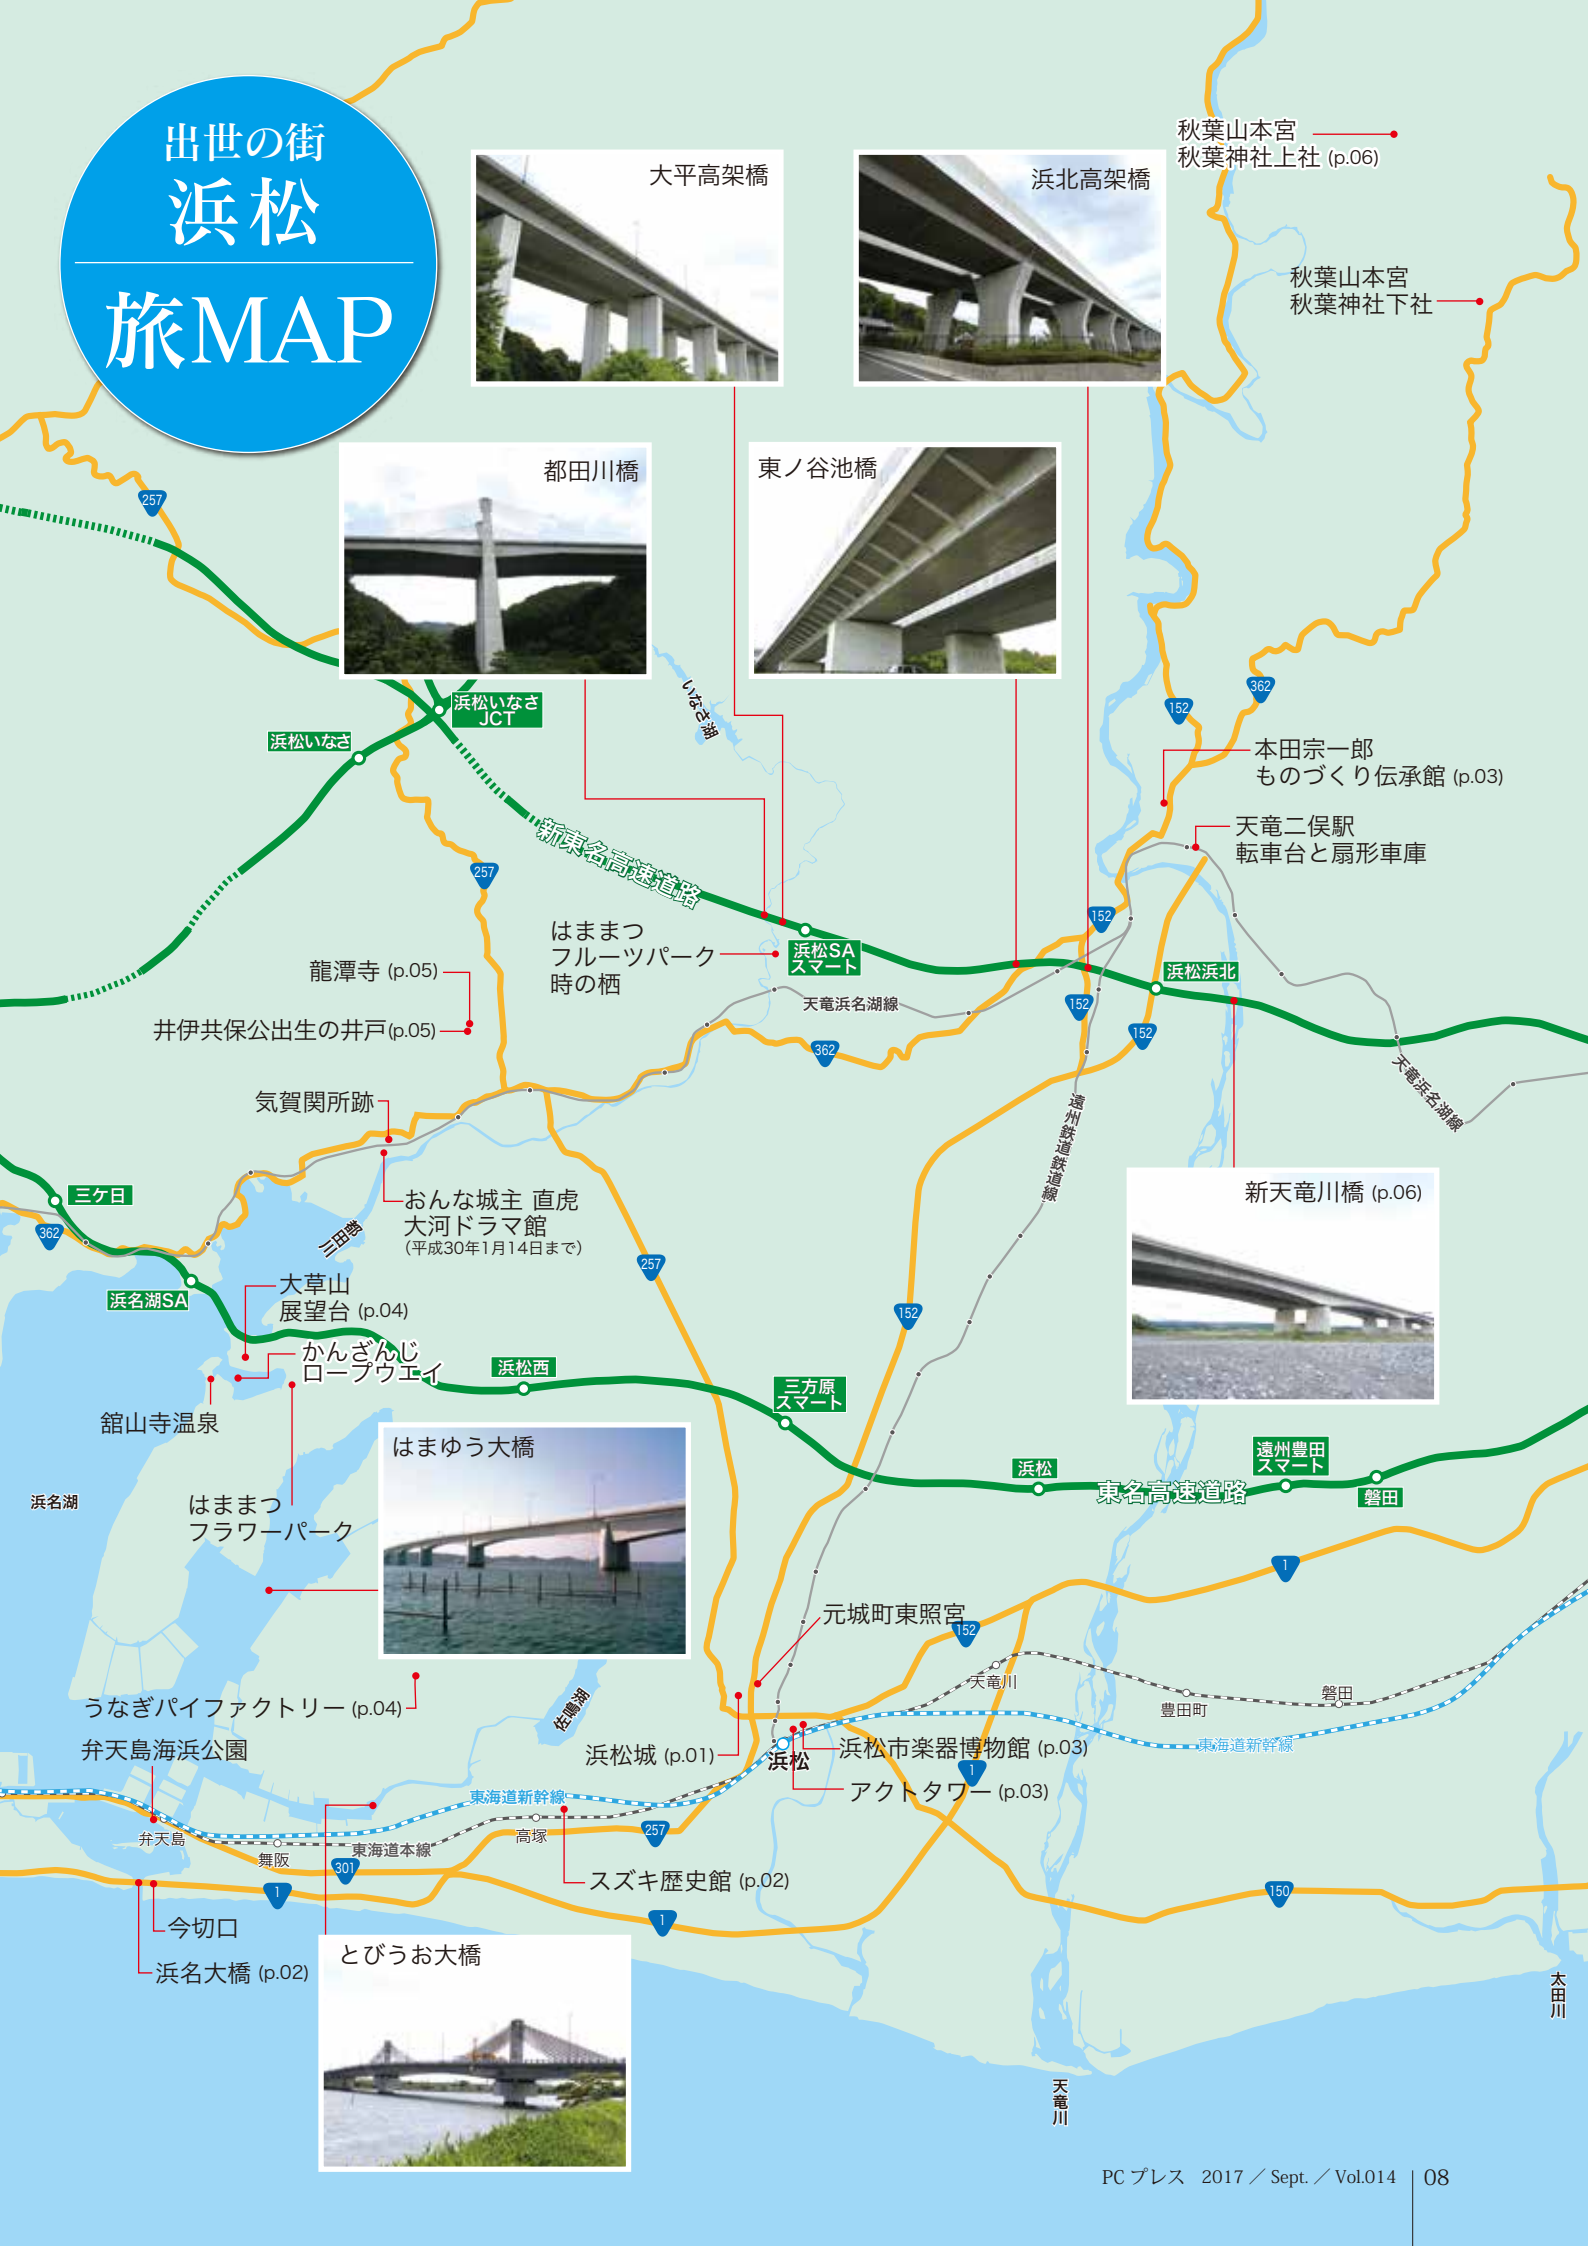 出世の街
浜松
旅MAP
大平高架橋
浜北高架橋
秋葉山本宮
秋葉神社上社 (p.06)
秋葉山本宮
秋葉神社下社
都田川橋
東ノ谷池橋
257
浜松いなさ
JCT
浜松いなさ
いなさ湖
152
362
本田宗一郎
ものづくり伝承館 (p.03)
天竜二俣駅
転車台と扇形車庫
新東名高速道路
257
152
はままつ
フルーツパーク
時の栖
浜松SA
スマート
浜松浜北
龍潭寺 (p.05)
井伊共保公出生の井戸(p.05)
天竜浜名湖線
152
152
362
天竜浜名湖線
気賀関所跡
遠州鉄道鉄道線
三ケ日
362
おんな城主 直虎
大河ドラマ館
（平成30年1月14日まで）
都田川
新天竜川橋 (p.06)
257
浜名湖SA
大草山
展望台 (p.04)
152
かんざんじ
ロープウエイ
浜松西
三方原
スマート
舘山寺温泉
はまゆう大橋
浜松
東名高速道路
遠州豊田
スマート
磐田
浜名湖
はままつ
フラワーパーク
1
元城町東照宮
152
天竜川
豊田町
磐田
うなぎパイファクトリー (p.04)
佐鳴湖
弁天島海浜公園
浜松城 (p.01)
浜松
浜松市楽器博物館 (p.03)
東海道新幹線
アクトタワー (p.03)
1
東海道新幹線
弁天島
舞阪
東海道本線
高塚
257
301
スズキ歴史館 (p.02)
1
1
150
今切口
浜名大橋 (p.02)
とびうお大橋
太田川
天竜川
PC プレス 2017 ／ Sept. ／ Vol.014
08